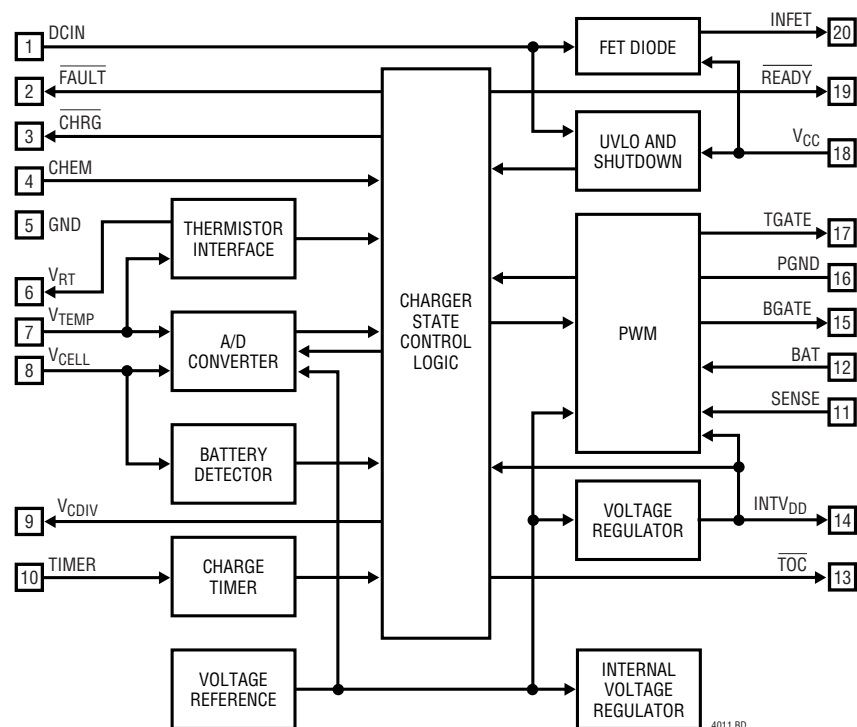 1 DCIN
2 FAULT
3 CHRG
4 CHEM
5 GND
6 VRT
7 VTEMP
8 VCELL
9 VCDIV
10 TIMER
THERMISTOR
INTERFACE
A/D
CONVERTER
BATTERY
DETECTOR
CHARGE
TIMER
VOLTAGE
REFERENCE
CHARGER
STATE
CONTROL
LOGIC
FET DIODE
UVLO AND
SHUTDOWN
PWM
VOLTAGE
REGULATOR
INTERNAL
VOLTAGE
REGULATOR
INFET 20
READY 19
VCC 18
TGATE 17
PGND 16
BGATE 15
BAT 12
SENSE 11
INTVDD 14
TOC 13
4011 BD